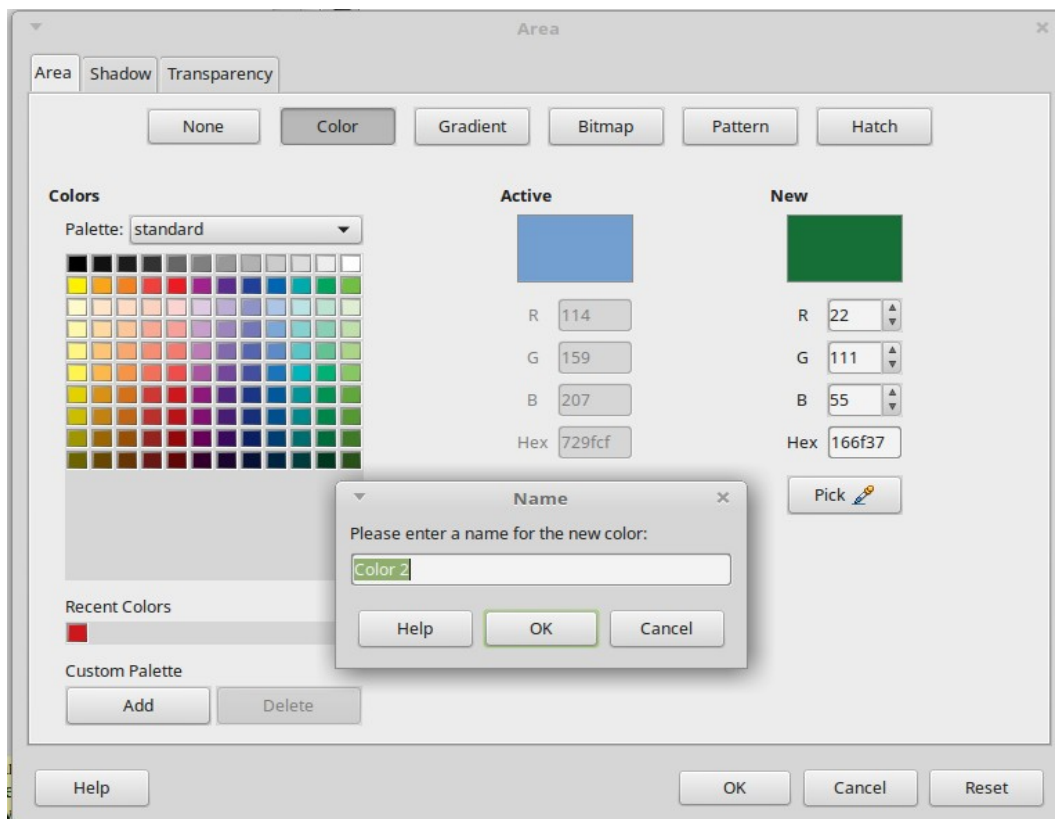 Area
Area Shadow Transparency
None Color Gradient Bitmap Pattern Hatch
Colors Active New
Palette: standard
R 114 R 22
G 159 G 111
B 207 B 55
Hex 729fcf Hex 166f37
Pick
Name
Please enter a name for the new color:
Color 2
Help OK Cancel
Recent Colors
Custom Palette
Add Delete
Help OK Cancel Reset